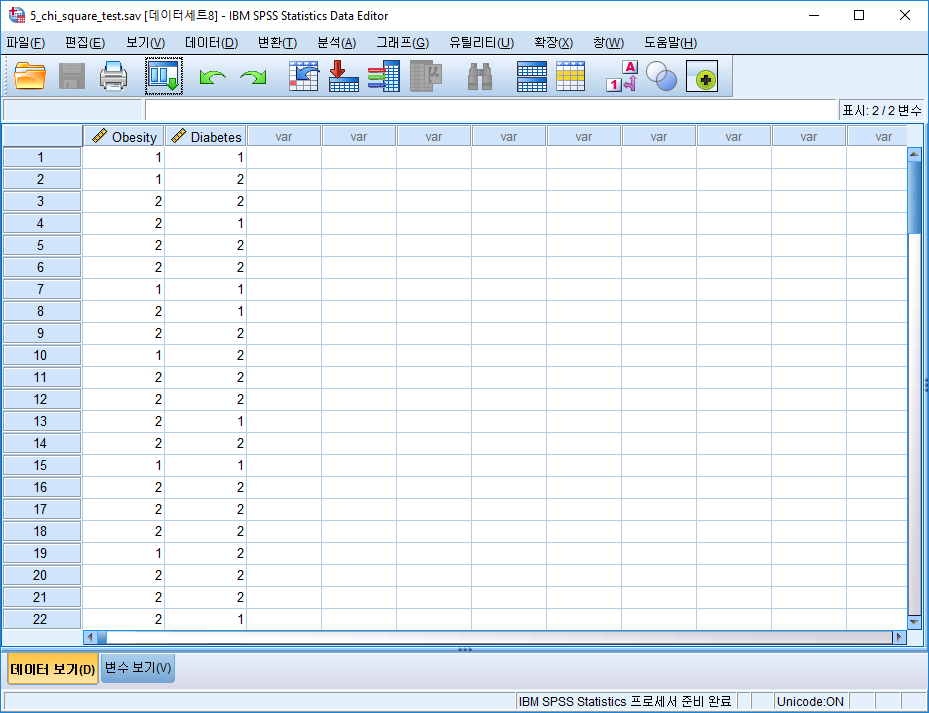 5_chi_square_test.sav [데이터세트8] - IBM SPSS Statistics Data Editor
파일(F) 편집(E) 보기(V) 데이터(D) 변환(T) 분석(A) 그래프(G) 유틸리티(U) 확장(X) 창(W) 도움말(H)
1 A
표시: 2 / 2 변수
Obesity Diabetes var var var var var var var var var
1 1 1
2 1 2
3 2 2
4 2 1
5 2 2
6 2 2
7 1 1
8 2 1
9 2 2
10 1 2
11 2 2
12 2 2
13 2 1
14 2 2
15 1 1
16 2 2
17 2 2
18 2 2
19 1 2
20 2 2
21 2 2
22 2 1
데이터 보기(D) 변수 보기(V)
IBM SPSS Statistics 프로세서 준비 완료 Unicode:ON